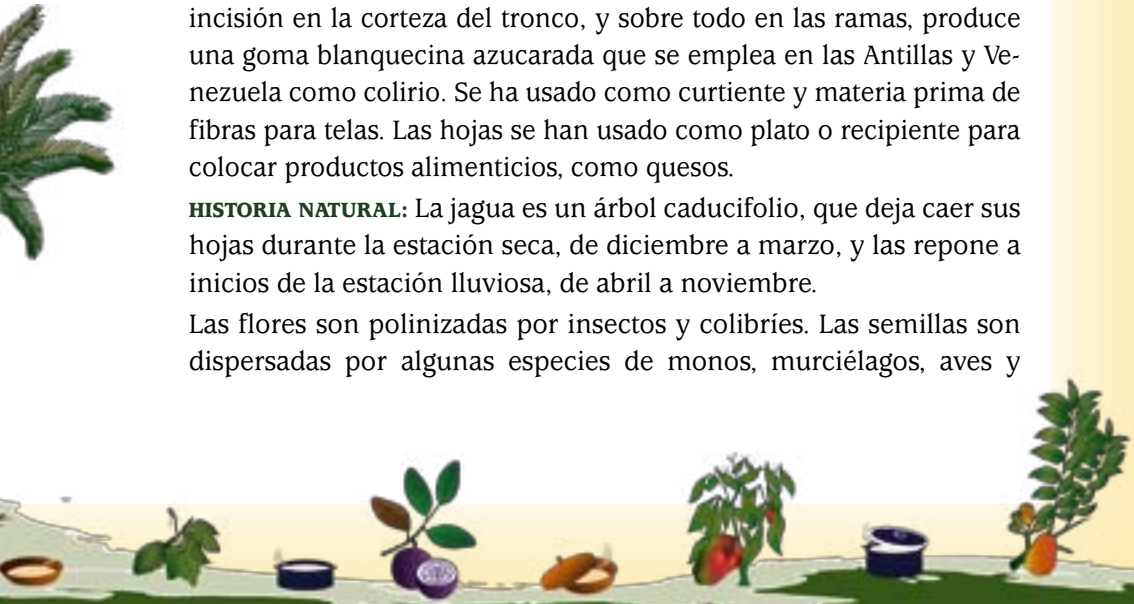 incisión en la corteza del tronco, y sobre todo en las ramas, produce
una goma blanquecina azucarada que se emplea en las Antillas y Ve-
nezuela como colirio. Se ha usado como curtiente y materia prima de
fibras para telas. Las hojas se han usado como plato o recipiente para
colocar productos alimenticios, como quesos.
HISTORIA NATURAL: La jagua es un árbol caducifolio, que deja caer sus
hojas durante la estación seca, de diciembre a marzo, y las repone a
inicios de la estación lluviosa, de abril a noviembre.
Las flores son polinizadas por insectos y colibríes. Las semillas son
dispersadas por algunas especies de monos, murciélagos, aves y